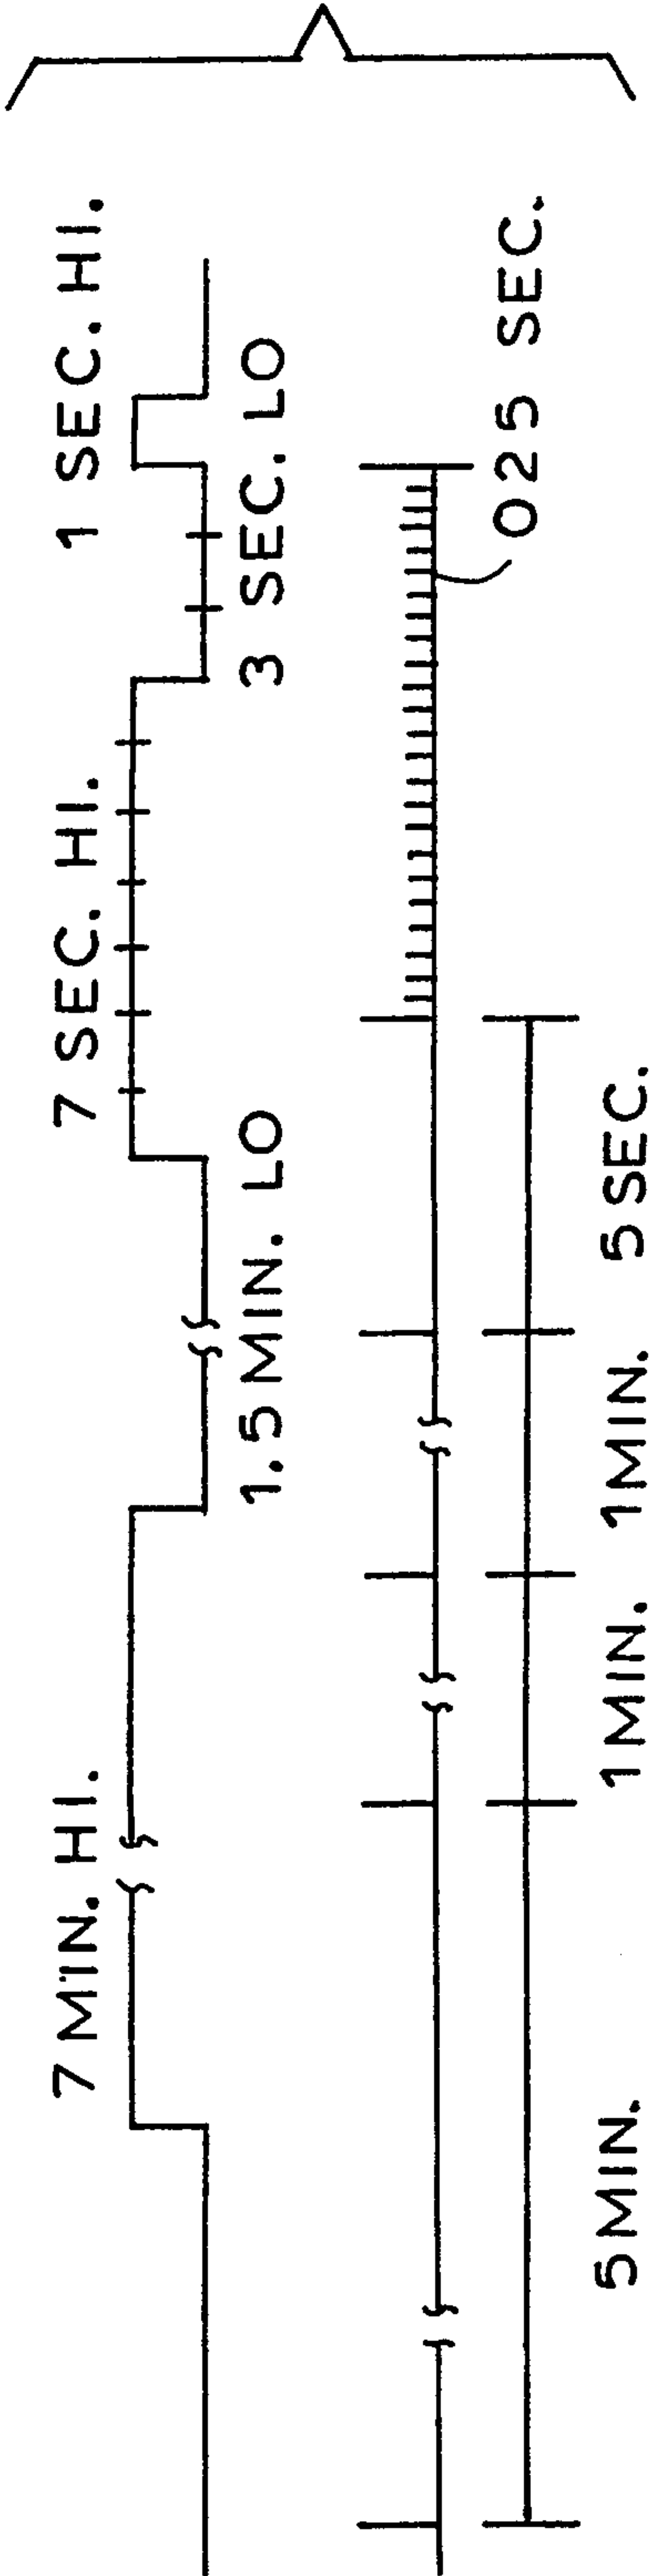 7 MIN. HI.
1.5 MIN. LO
7 SEC. HI.
3 SEC. LO
1 SEC. HI.
025 SEC.
5 MIN.
1 MIN.
1 MIN.
5 SEC.